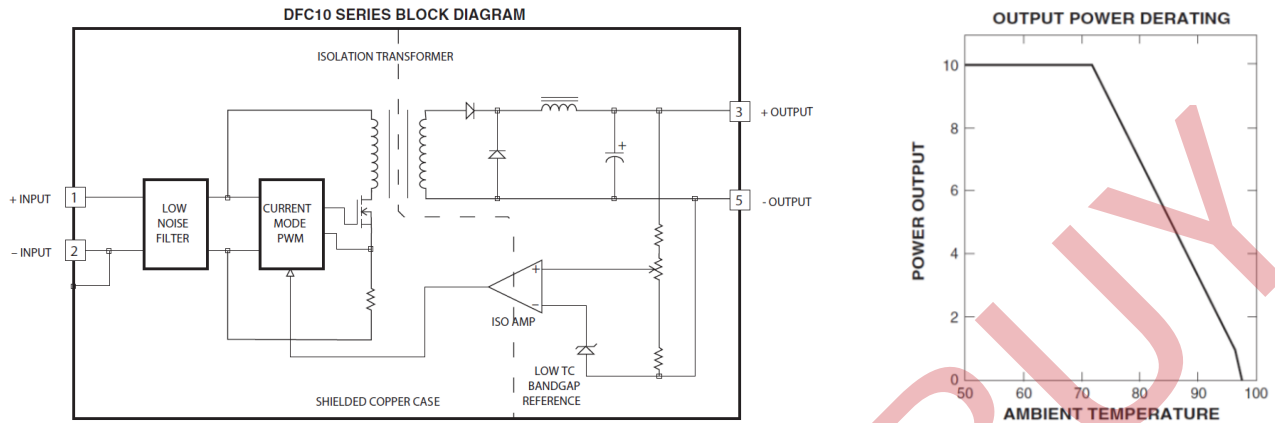 DFC10 SERIES BLOCK DIAGRAM
ISOLATION TRANSFORMER
+ INPUT
1
– INPUT
2
LOW
NOISE
FILTER
CURRENT
MODE
PWM
3
+ OUTPUT
+
5
- OUTPUT
+
–
ISO AMP
LOW TC
BANDGAP
REFERENCE
SHIELDED COPPER CASE
OUTPUT POWER DERATING
POWER OUTPUT
10
8
6
4
2
0
50 60 70 80 90 100
AMBIENT TEMPERATURE